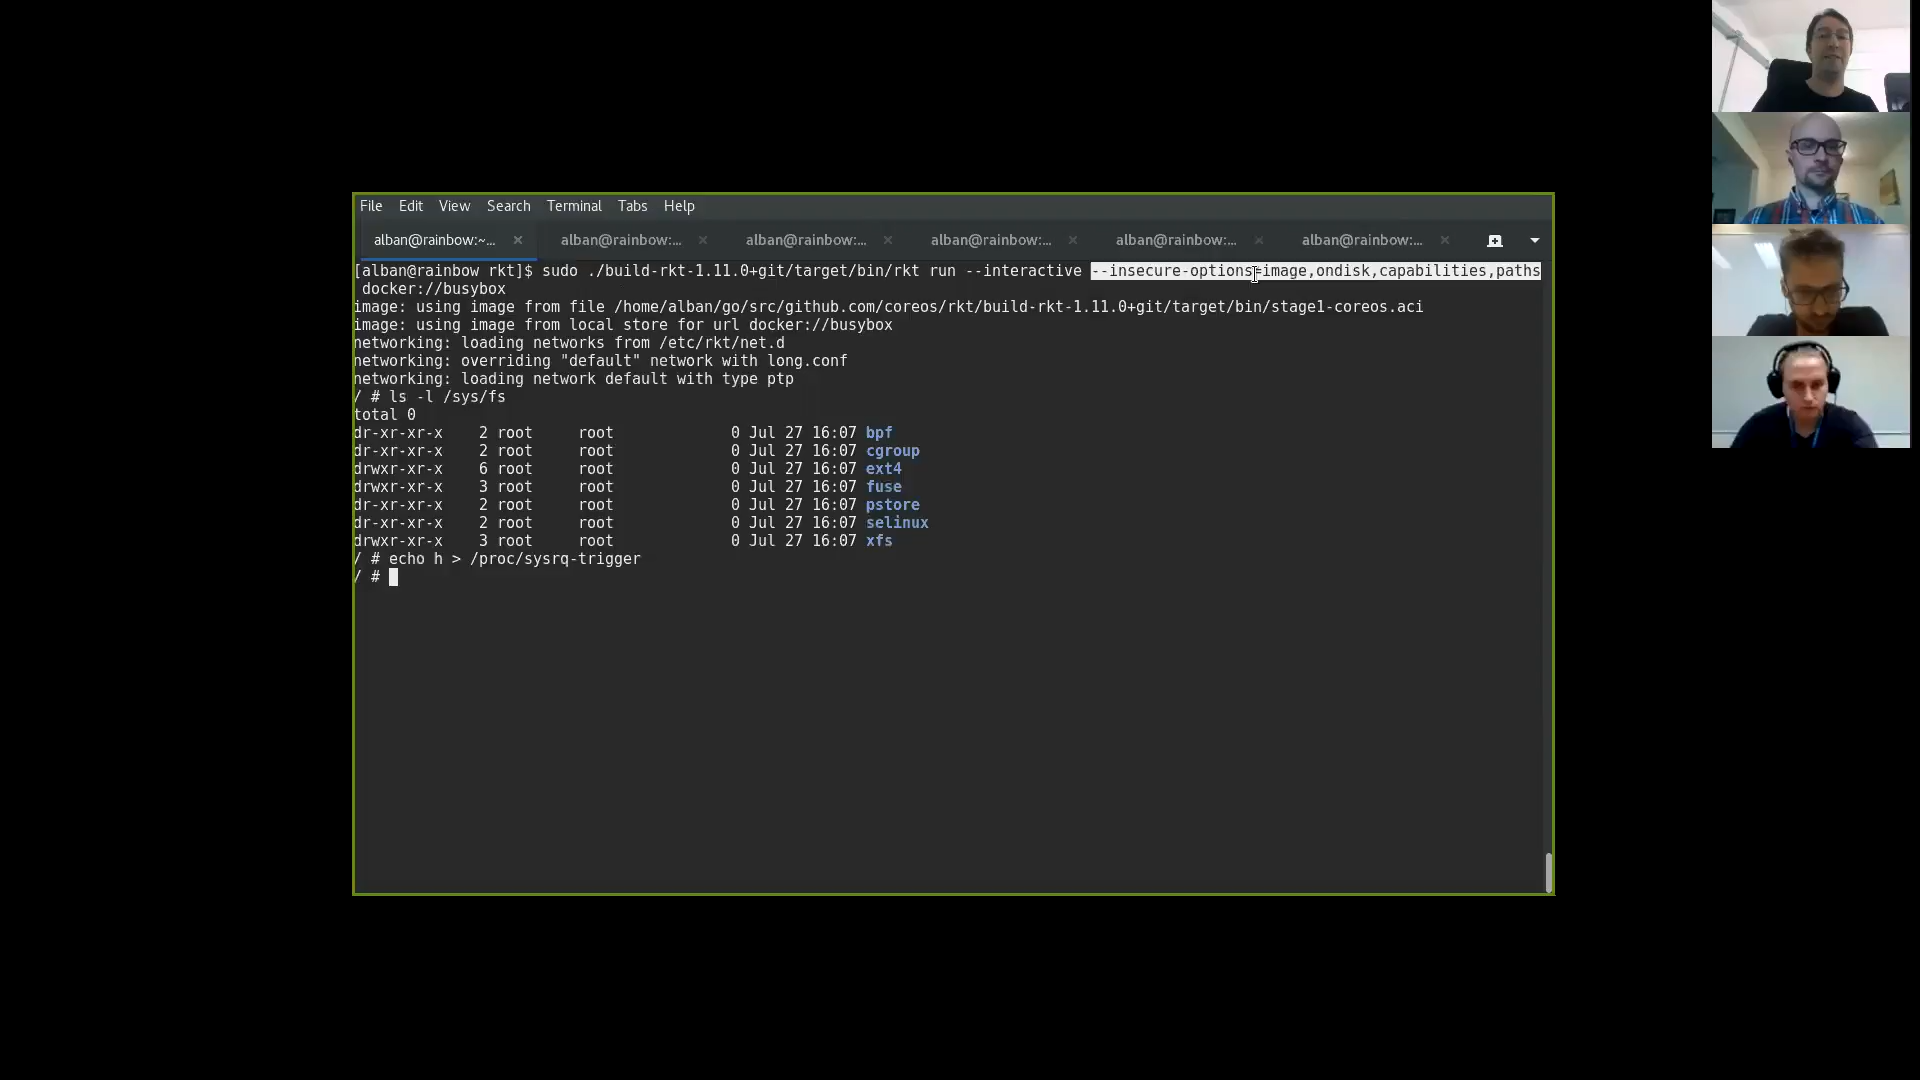 File Edit View Search Terminal Tabs Help
alban@rainbow:~... alban@rainbow:... alban@rainbow:... alban@rainbow:... alban@rainbow:... alban@rainbow:...
[alban@rainbow rkt]$ sudo ./build-rkt-1.11.0+git/target/bin/rkt run --interactive --insecure-options=image,ondisk,capabilities,paths
docker://busybox
image: using image from file /home/alban/go/src/github.com/coreos/rkt/build-rkt-1.11.0+git/target/bin/stage1-coreos.aci
image: using image from local store for url docker://busybox
networking: loading networks from /etc/rkt/net.d
networking: overriding "default" network with long.conf
networking: loading network default with type ptp
/ # ls -l /sys/fs
total 0
dr-xr-xr-x    2 root     root             0 Jul 27 16:07 bpf
dr-xr-xr-x    2 root     root             0 Jul 27 16:07 cgroup
drwxr-xr-x    6 root     root             0 Jul 27 16:07 ext4
drwxr-xr-x    3 root     root             0 Jul 27 16:07 fuse
dr-xr-xr-x    2 root     root             0 Jul 27 16:07 pstore
dr-xr-xr-x    2 root     root             0 Jul 27 16:07 selinux
drwxr-xr-x    3 root     root             0 Jul 27 16:07 xfs
/ # echo h > /proc/sysrq-trigger
/ #